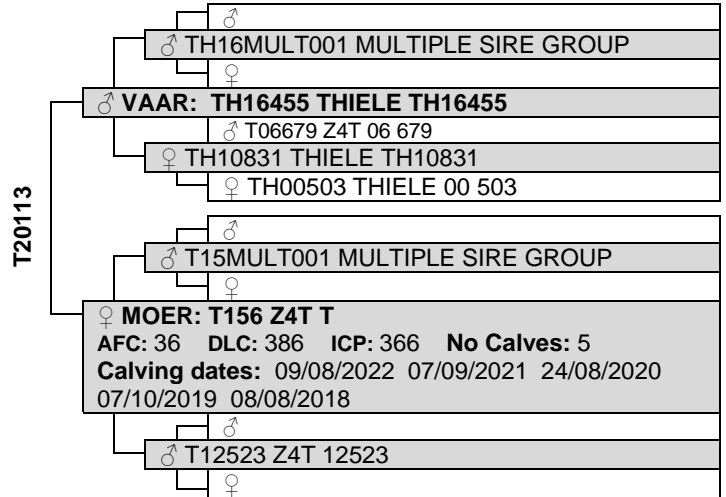 ♂
♂ TH16MULT001 MULTIPLE SIRE GROUP
♀
♂ VAAR: TH16455 THIELE TH16455
♂ T06679 Z4T 06 679
♀ TH10831 THIELE TH10831
♀ TH00503 THIELE 00 503
T20113
♂
♂ T15MULT001 MULTIPLE SIRE GROUP
♀
♀ MOER: T156 Z4T T
AFC: 36 DLC: 386 ICP: 366 No Calves: 5
Calving dates: 09/08/2022 07/09/2021 24/08/2020
07/10/2019 08/08/2018
♂
♂ T12523 Z4T 12523
♀